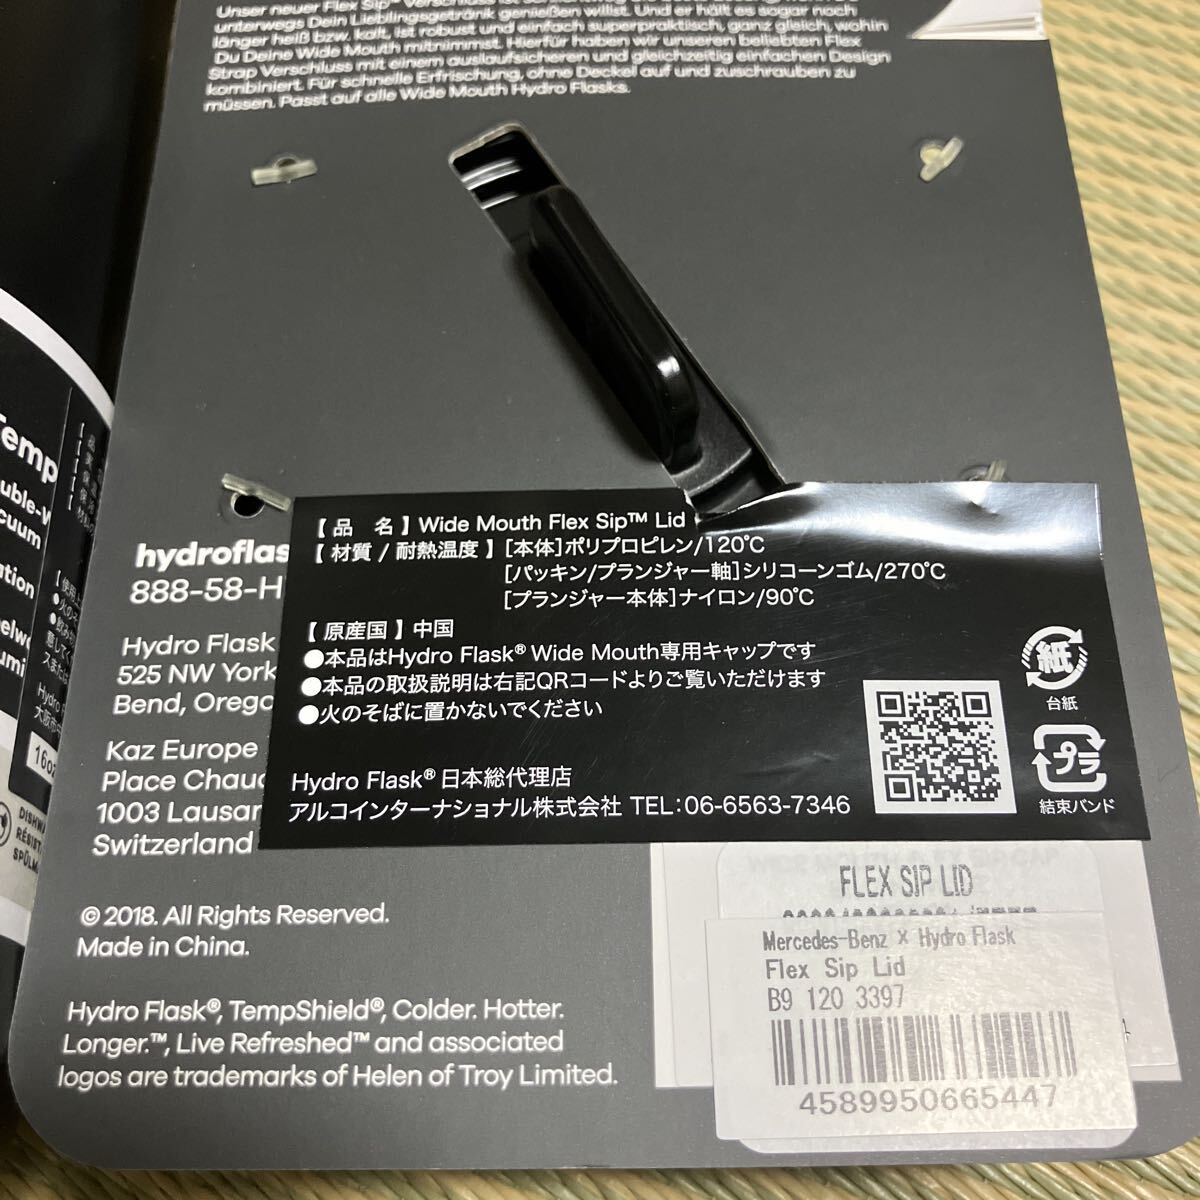 Unser neuer Flex Sip™ Verschluss ist
unterwegs Dein Lieblingsgetränk genießen willst. Und er hält es sogar noch
länger heiß bzw. kalt, ist robust und einfach superpraktisch, ganz gleich, wohin
Du Deine Wide Mouth mitnimmst. Hierfür haben wir unseren beliebten Flex
Strap Verschluss mit einem auslaufsicheren und gleichzeitig einfachen Design
kombiniert. Für schnelle Erfrischung, ohne Deckel auf und zuschrauben zu
müssen. Passt auf alle Wide Mouth Hydro Flasks.
【 品　名 】Wide Mouth Flex Sip™ Lid
【 材質 / 耐熱温度 】[本体]ポリプロピレン/120℃
[パッキン/プランジャー軸]シリコーンゴム/270℃
[プランジャー本体]ナイロン/90℃
【 原産国 】中国
●本品はHydro Flask® Wide Mouth専用キャップです
●本品の取扱説明は右記QRコードよりご覧いただけます
●火のそばに置かないでください
Hydro Flask® 日本総代理店
アルコインターナショナル株式会社 TEL：06-6563-7346
紙
台紙
プラ
結束バンド
hydroflas
888-58-H
Hydro Flask
525 NW York
Bend, Orego
Kaz Europe
Place Chaud
1003 Lausan
Switzerland
© 2018. All Rights Reserved.
Made in China.
Hydro Flask®, TempShield®, Colder. Hotter.
Longer.™, Live Refreshed™ and associated
logos are trademarks of Helen of Troy Limited.
FLEX SIP LID
Mercedes-Benz × Hydro Flask
Flex Sip Lid
B9 120 3397
4589950665447
Temp
uble-W
cuum
16oz
DISHWA
RÉSIST
SPÜLM